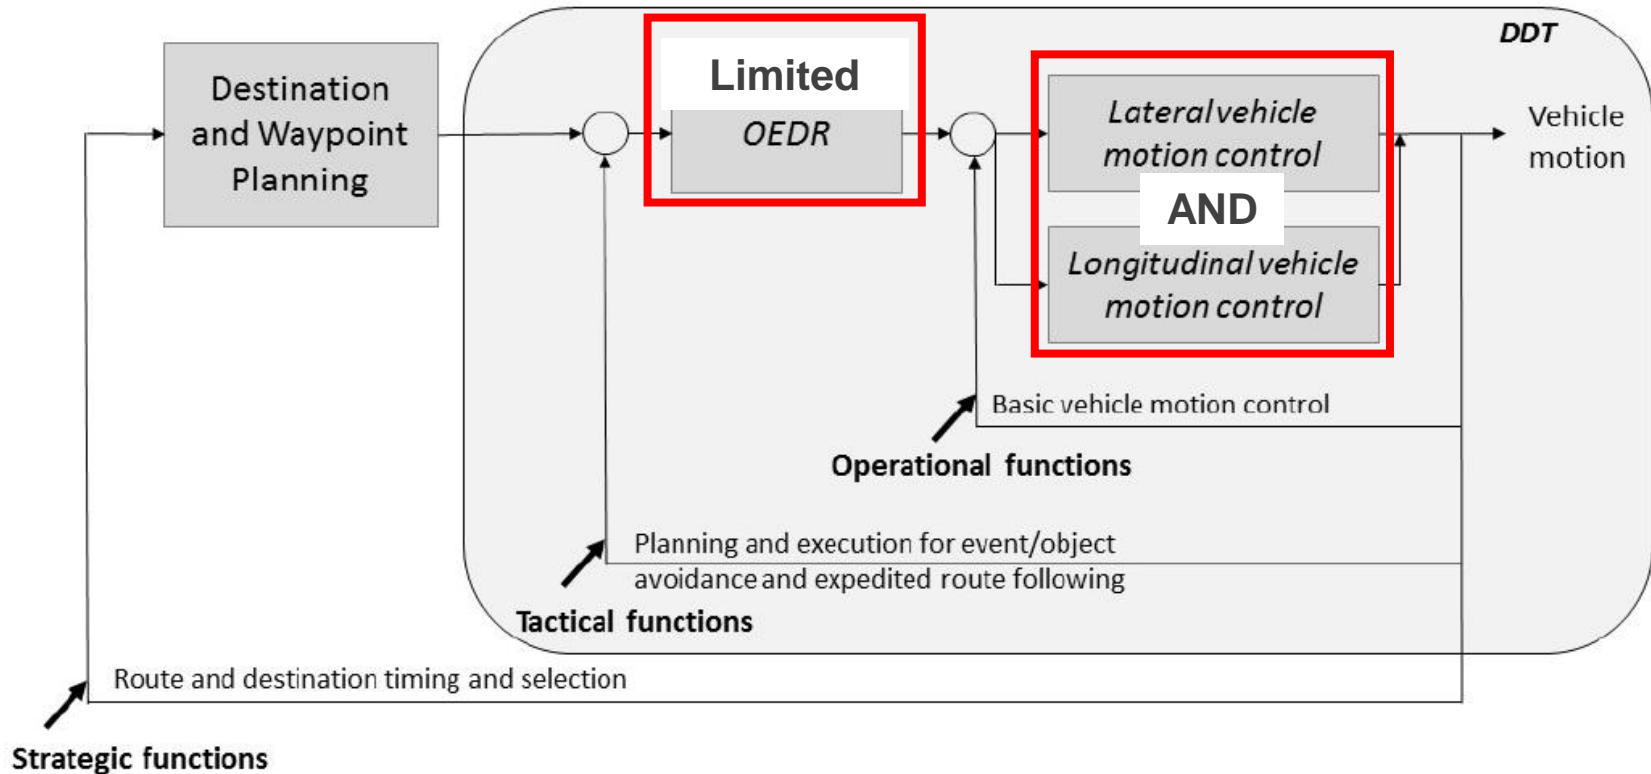 DDT
Destination
and Waypoint
Planning
Limited
OEDR
Lateral vehicle
motion control
AND
Longitudinal vehicle
motion control
Vehicle
motion
Basic vehicle motion control
Operational functions
Planning and execution for event/object
avoidance and expedited route following
Tactical functions
Route and destination timing and selection
Strategic functions